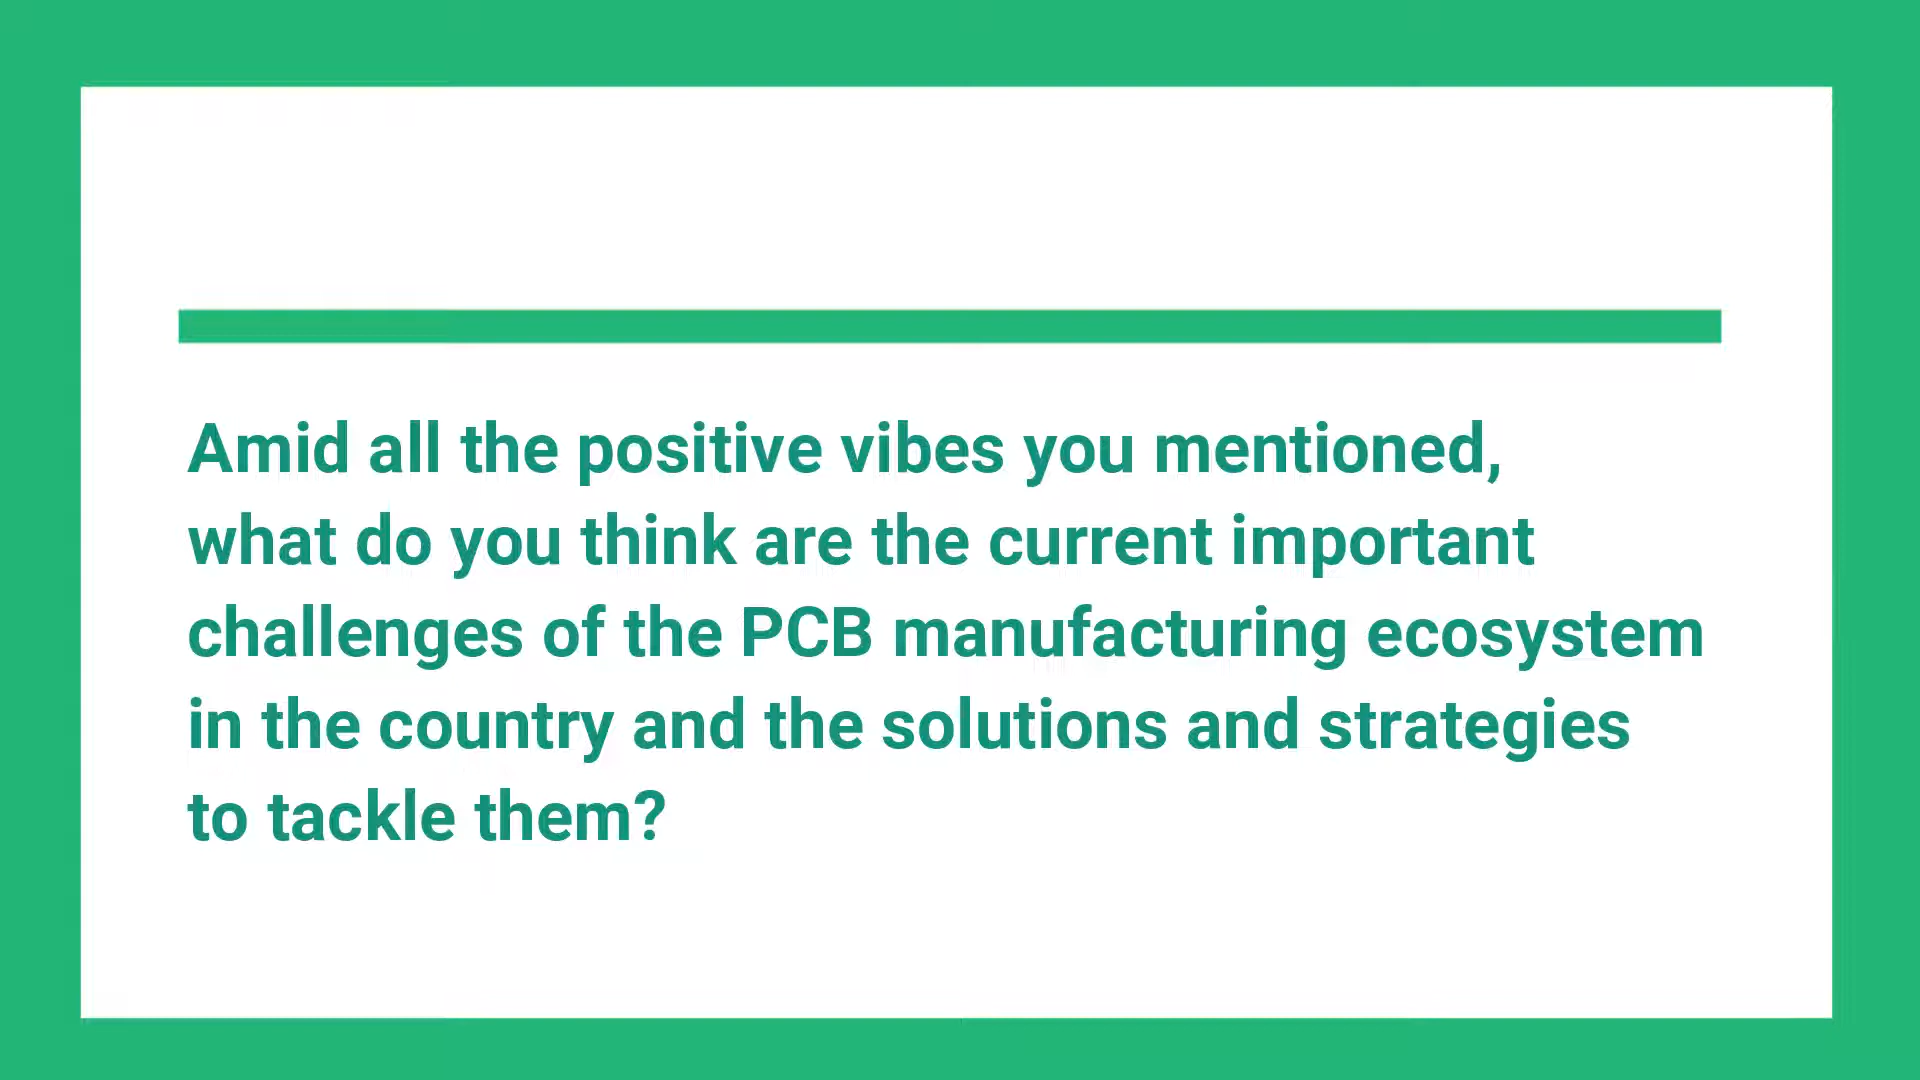 Amid all the positive vibes you mentioned,
what do you think are the current important
challenges of the PCB manufacturing ecosystem
in the country and the solutions and strategies
to tackle them?